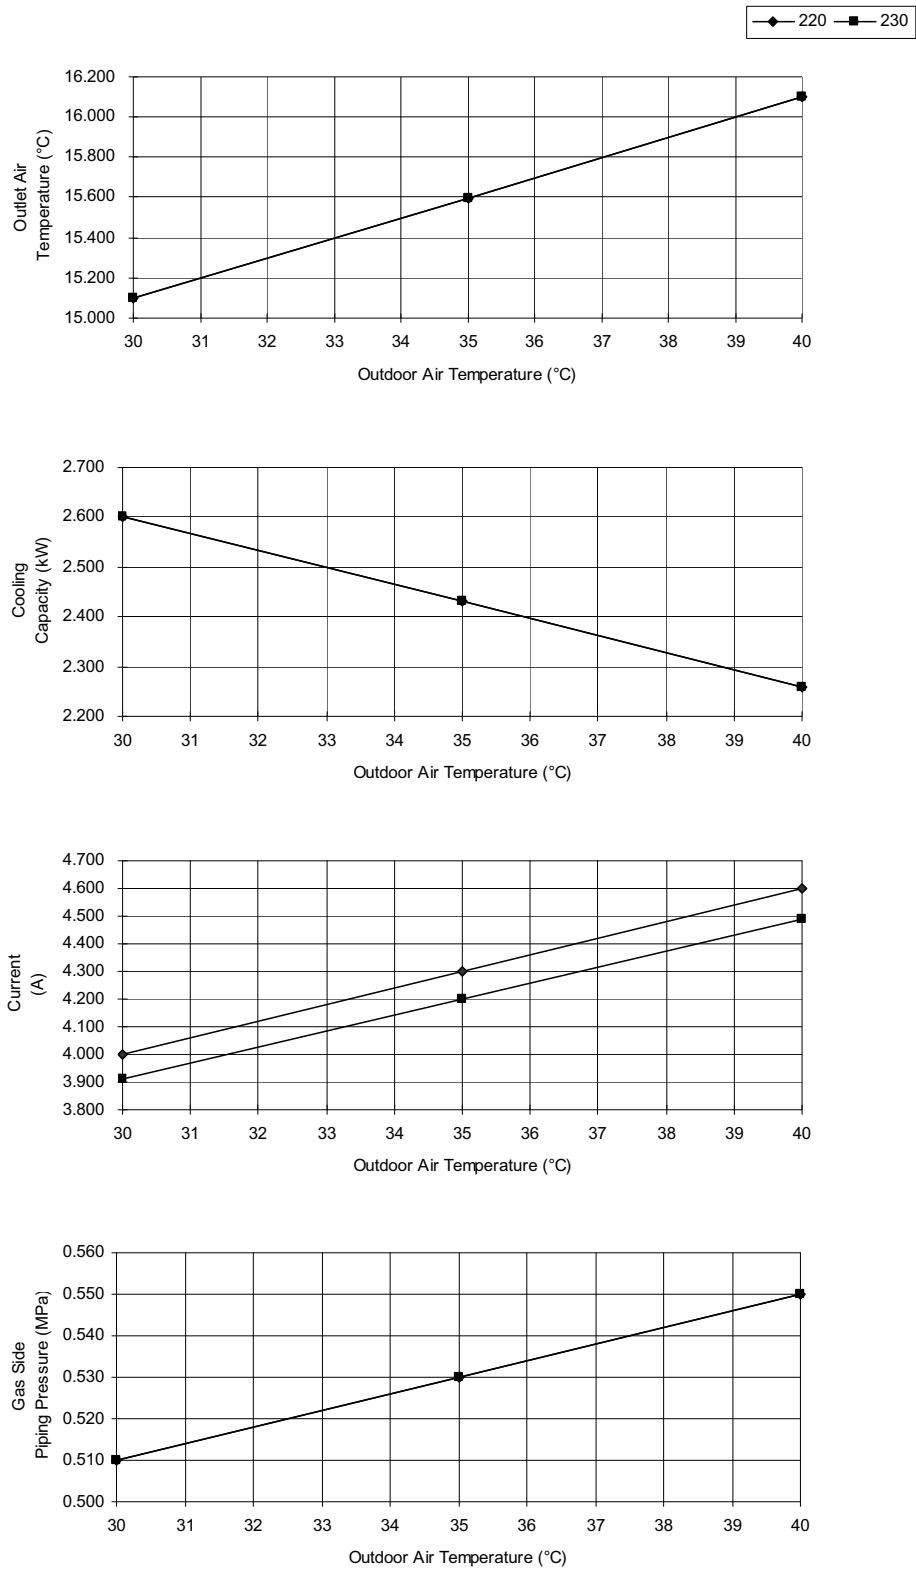 220 230
16.200
16.000
15.800
15.600
15.400
15.200
15.000
Outlet Air
Temperature (°C)
30 31 32 33 34 35 36 37 38 39 40
Outdoor Air Temperature (°C)
2.700
2.600
2.500
2.400
2.300
2.200
Cooling
Capacity (kW)
30 31 32 33 34 35 36 37 38 39 40
Outdoor Air Temperature (°C)
4.700
4.600
4.500
4.400
4.300
4.200
4.100
4.000
3.900
3.800
Current
(A)
30 31 32 33 34 35 36 37 38 39 40
Outdoor Air Temperature (°C)
0.560
0.550
0.540
0.530
0.520
0.510
0.500
Gas Side
Piping Pressure (MPa)
30 31 32 33 34 35 36 37 38 39 40
Outdoor Air Temperature (°C)